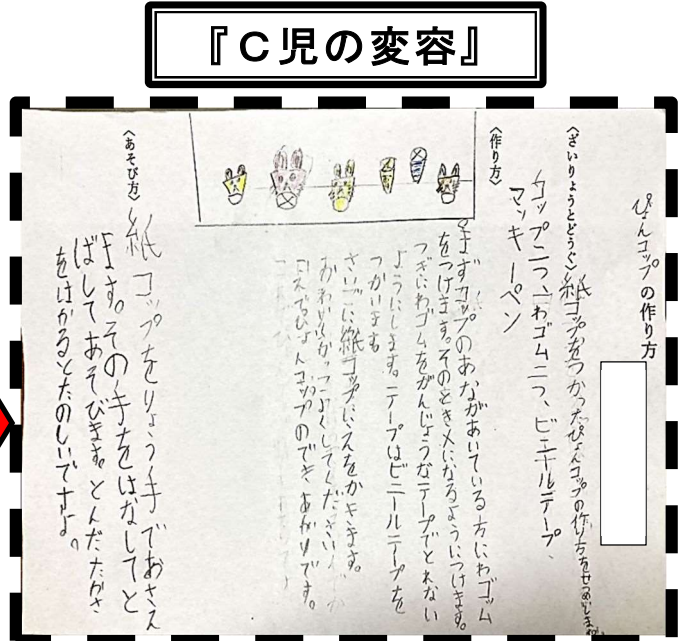 『C児の変容』
ぴょんコップの作り方
〈ざいりょうとどうぐ〉紙コップをつかったぴょんコップの作り方をせつめいします。
コップ二つ、わゴム二つ、ビニールテープ、
マッキーペン
〈作り方〉
まずコップのあながあいている方にわゴム
をつけます。そのとき×になるようにつけます。
つぎにわゴムをがんじょうなテープでとれない
ようにします。テープはビニールテープを
つかいます
さいごに紙コップにえをかきます。
かわいくかっこよくしてください
これでぴょんコップのできあがりです。
〈あそび方〉紙コップをりょう手でおさえ
ます。その手をはなしてと
ばしてあそびます。とんだたかさ
をはかるとたのしいですよ。